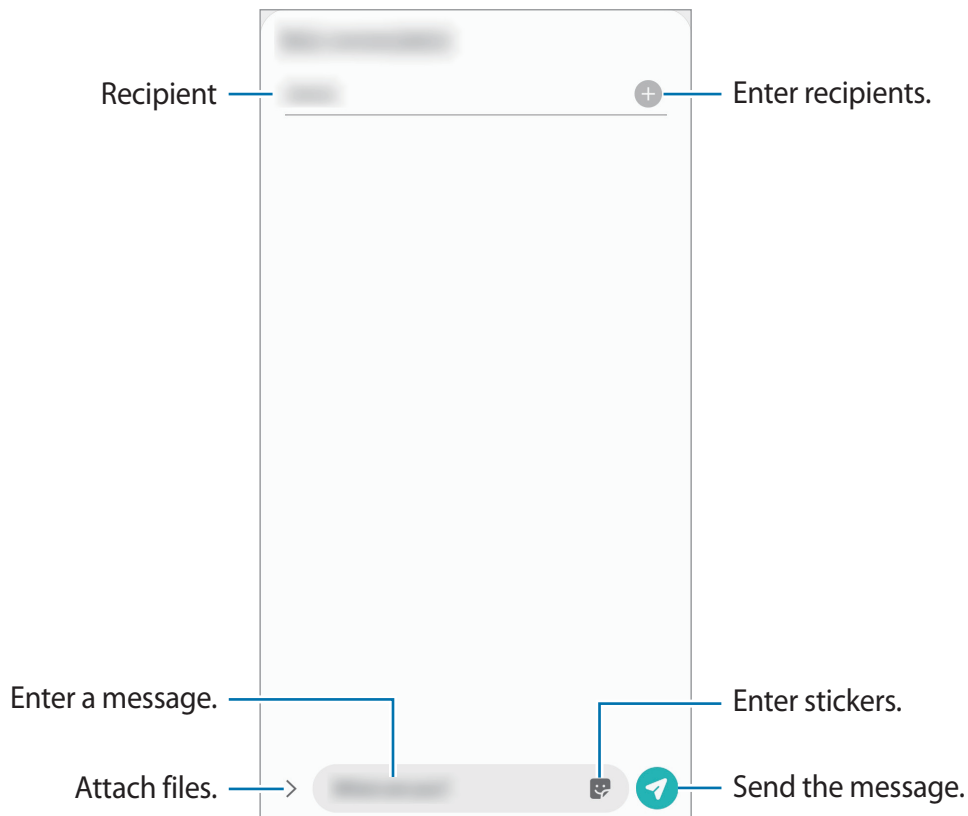 Recipient
Enter recipients.
Enter a message.
Enter stickers.
Attach files.
Send the message.